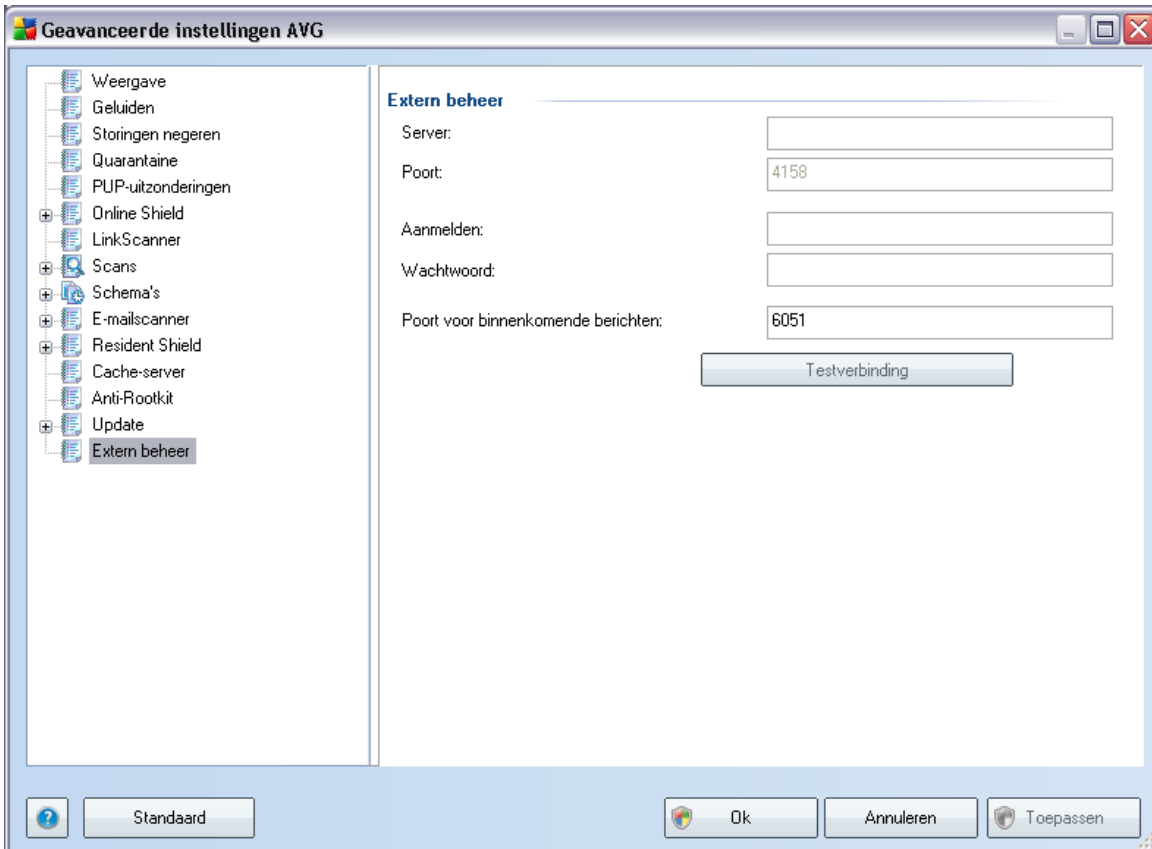 Geavanceerde instellingen AVG
Weergave
Geluiden
Storingen negeren
Quarantaine
PUP-uitzonderingen
Online Shield
LinkScanner
Scans
Schema's
E-mailscanner
Resident Shield
Cache-server
Anti-Rootkit
Update
Extern beheer
Extern beheer
Server:
Poort: 4158
Aanmelden:
Wachtwoord:
Poort voor binnenkomende berichten: 6051
Testverbinding
? Standaard Ok Annuleren Toepassen